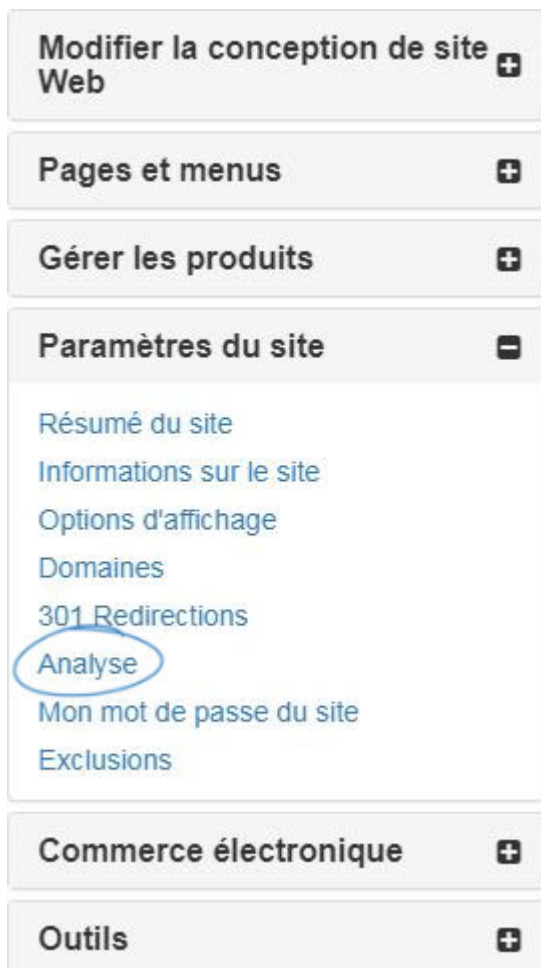 Modifier la conception de site
Web
Pages et menus
Gérer les produits
Paramètres du site
Résumé du site
Informations sur le site
Options d'affichage
Domaines
301 Redirections
Analyse
Mon mot de passe du site
Exclusions
Commerce électronique
Outils